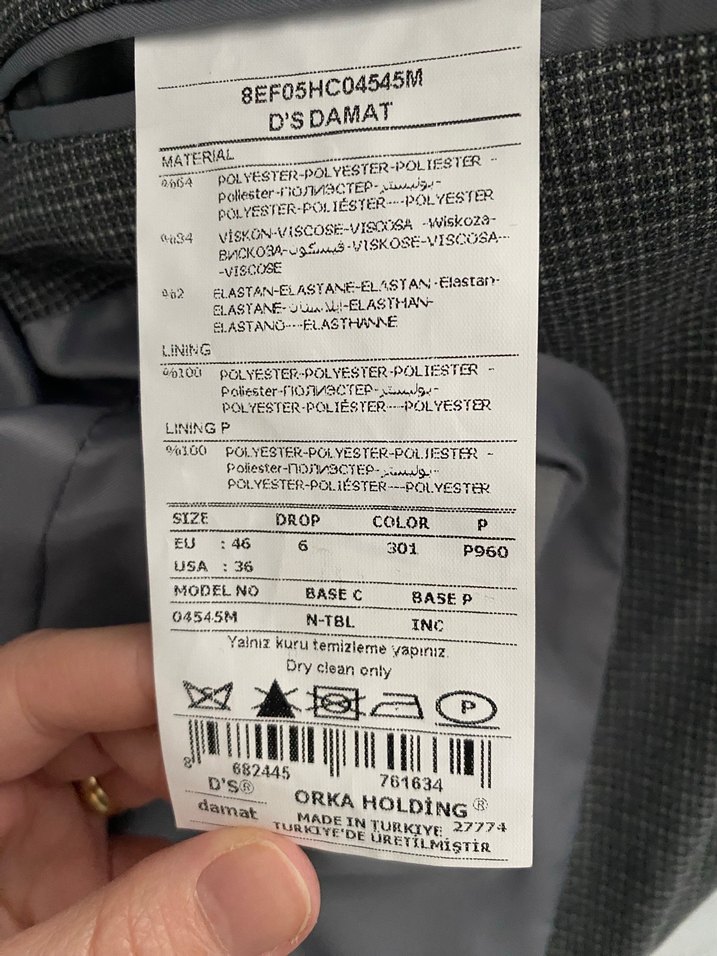 8EF05HC04545M
D'S DAMAT
MATERIAL
%64 POLYESTER-POLYESTER-POLIESTER -
Poliester-ПОЛИЭСТЕР-بوليستر-
POLYESTER-POLIÉSTER----POLYESTER
%34 VİSKON-VISCOSE-VISCOSA -Wiskoza-
ВИСКОЗА-فيسكون-VISKOSE-VISCOSA---
-VISCOSE
%2 ELASTAN-ELASTANE-ELASTAN -Elastan-
ELASTANE-ايلاستان-ELASTHAN-
ELASTANO----ELASTHANNE
LINING
%100 POLYESTER-POLYESTER-POLIESTER -
Poliester-ПОЛИЭСТЕР-بوليستر-
POLYESTER-POLIÉSTER----POLYESTER
LINING P
%100 POLYESTER-POLYESTER-POLIESTER -
Poliester-ПОЛИЭСТЕР-بوليستر-
POLYESTER-POLIÉSTER----POLYESTER
SIZE DROP COLOR P
EU : 46 6 301 P960
USA : 36
MODEL NO BASE C BASE P
04545M N-TBL INC
Yalnız kuru temizleme yapınız.
Dry clean only
P
8 682445 761634
D'S® ORKA HOLDİNG ®
damat MADE IN TURKIYE 27774
TÜRKİYE'DE ÜRETİLMİŞTİR